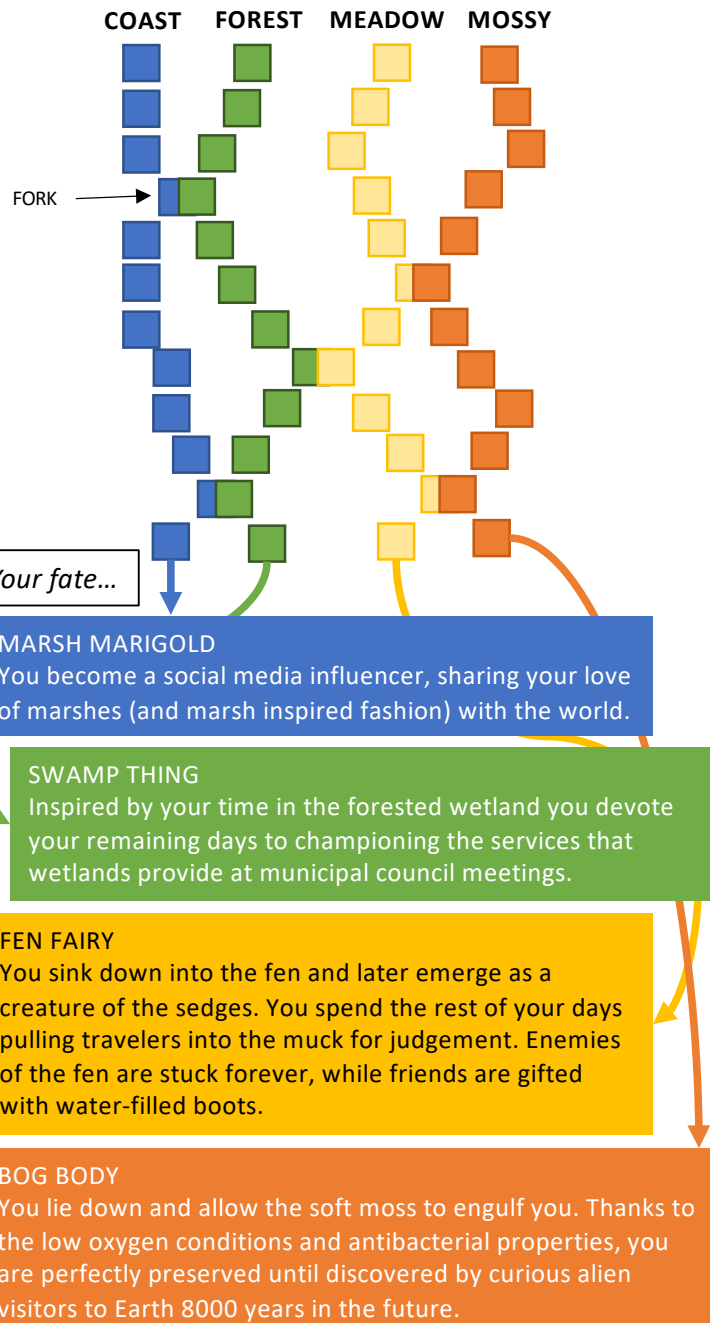 COAST FOREST MEADOW MOSSY
FORK
Your fate...
MARSH MARIGOLD
You become a social media influencer, sharing your love
of marshes (and marsh inspired fashion) with the world.
SWAMP THING
Inspired by your time in the forested wetland you devote
your remaining days to championing the services that
wetlands provide at municipal council meetings.
FEN FAIRY
You sink down into the fen and later emerge as a
creature of the sedges. You spend the rest of your days
pulling travelers into the muck for judgement. Enemies
of the fen are stuck forever, while friends are gifted
with water-filled boots.
BOG BODY
You lie down and allow the soft moss to engulf you. Thanks to
the low oxygen conditions and antibacterial properties, you
are perfectly preserved until discovered by curious alien
visitors to Earth 8000 years in the future.